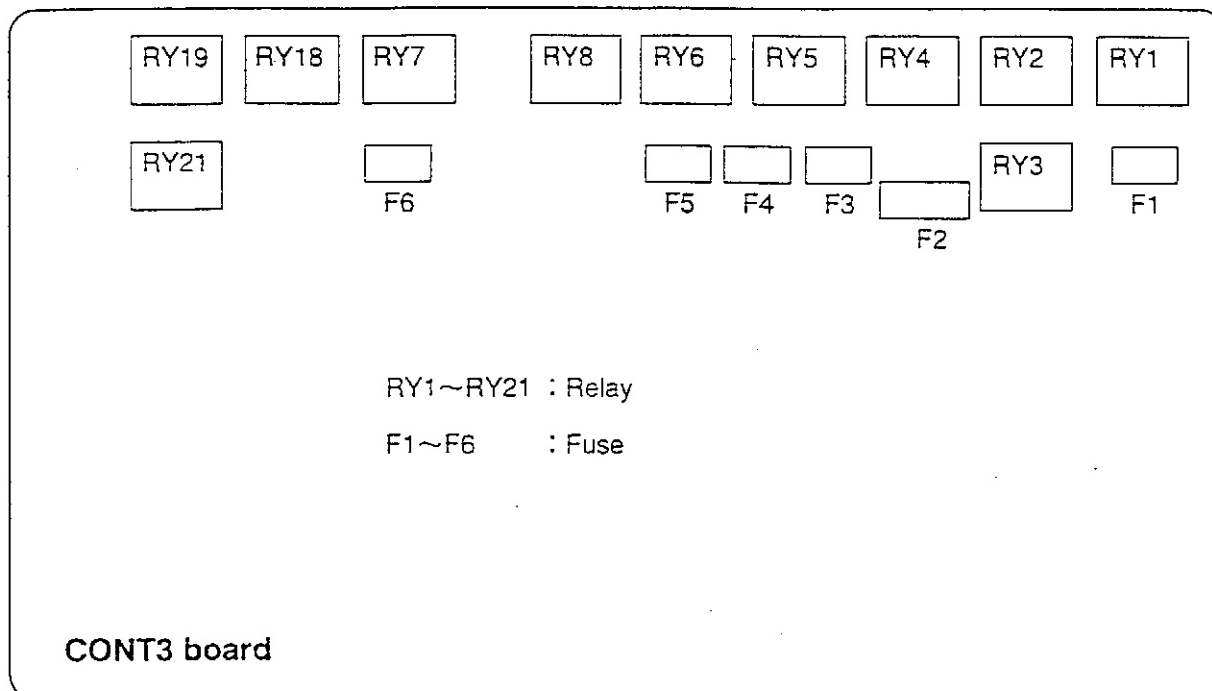 RY19 RY18 RY7 RY8 RY6 RY5 RY4 RY2 RY1
RY21 RY3
F6 F5 F4 F3 F1
F2
RY1～RY21 : Relay
F1～F6 : Fuse
CONT3 board